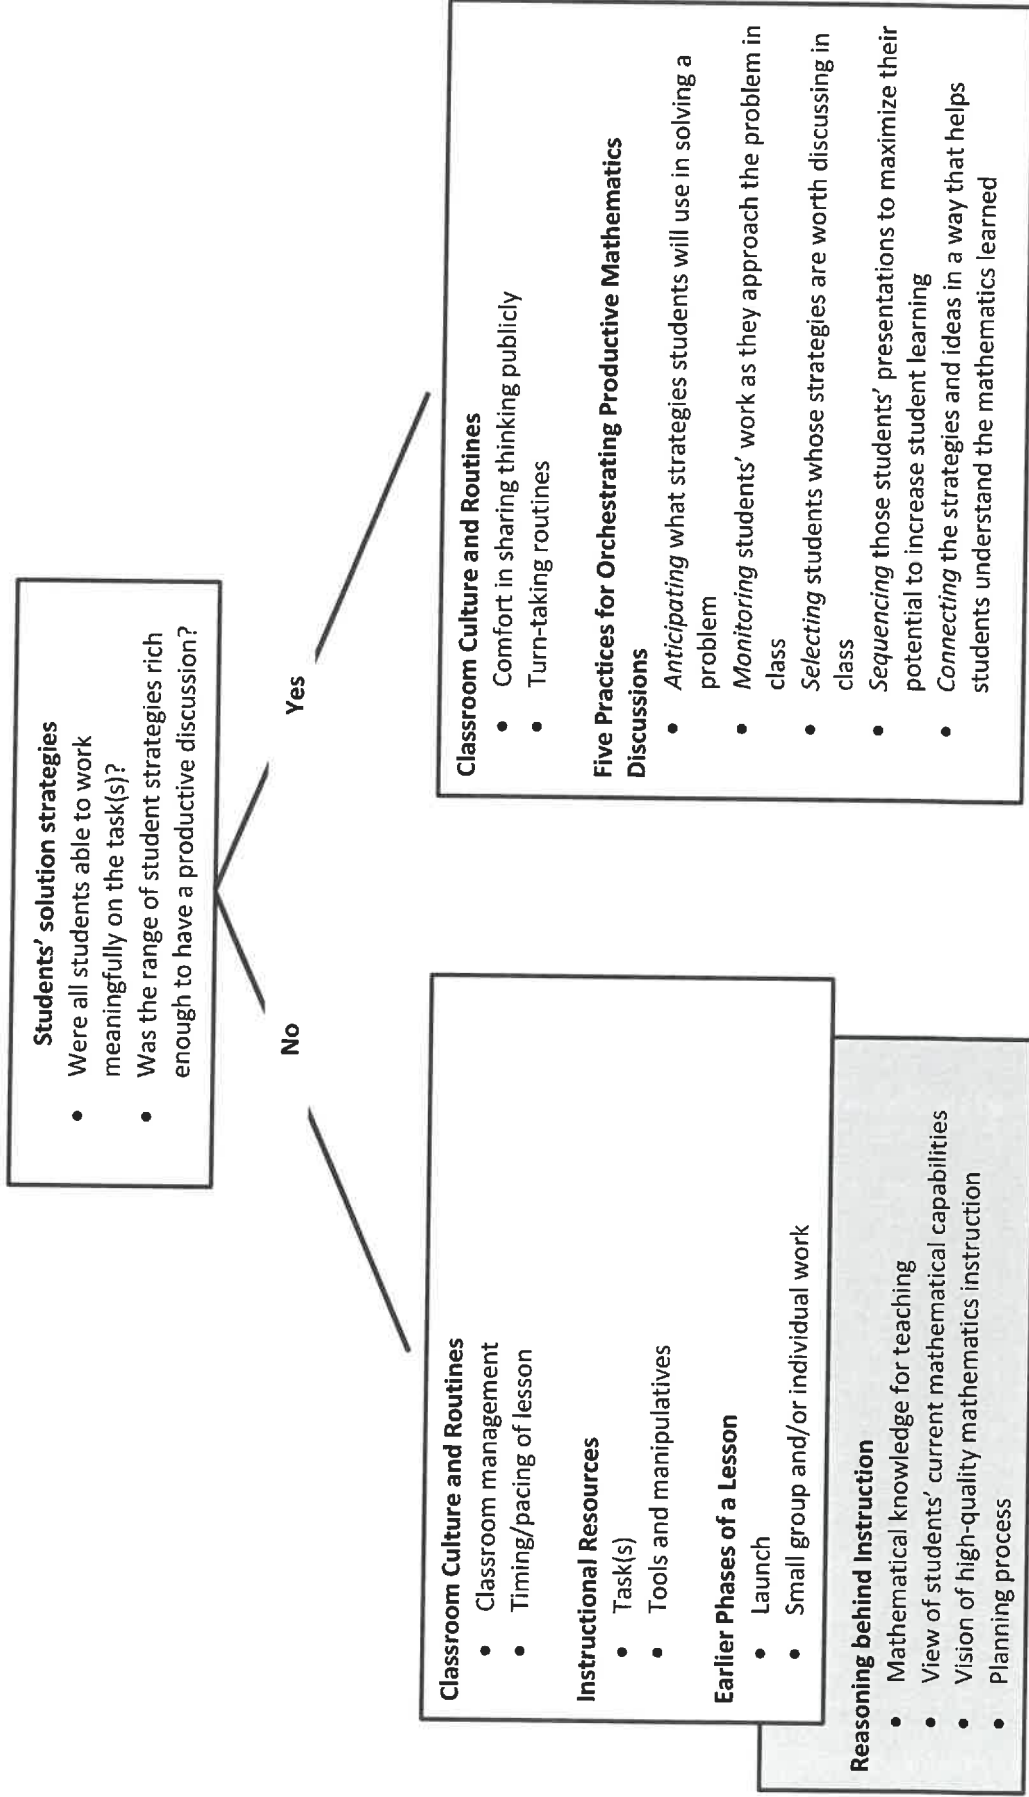 Students' solution strategies
• Were all students able to work
meaningfully on the task(s)?
• Was the range of student strategies rich
enough to have a productive discussion?
No
Yes
Classroom Culture and Routines
• Classroom management
• Timing/pacing of lesson
Instructional Resources
• Task(s)
• Tools and manipulatives
Earlier Phases of a Lesson
• Launch
• Small group and/or individual work
Reasoning behind Instruction
• Mathematical knowledge for teaching
• View of students' current mathematical capabilities
• Vision of high-quality mathematics instruction
• Planning process
Classroom Culture and Routines
• Comfort in sharing thinking publicly
• Turn-taking routines
Five Practices for Orchestrating Productive Mathematics
Discussions
• Anticipating what strategies students will use in solving a
problem
• Monitoring students' work as they approach the problem in
class
• Selecting students whose strategies are worth discussing in
class
• Sequencing those students' presentations to maximize their
potential to increase student learning
• Connecting the strategies and ideas in a way that helps
students understand the mathematics learned